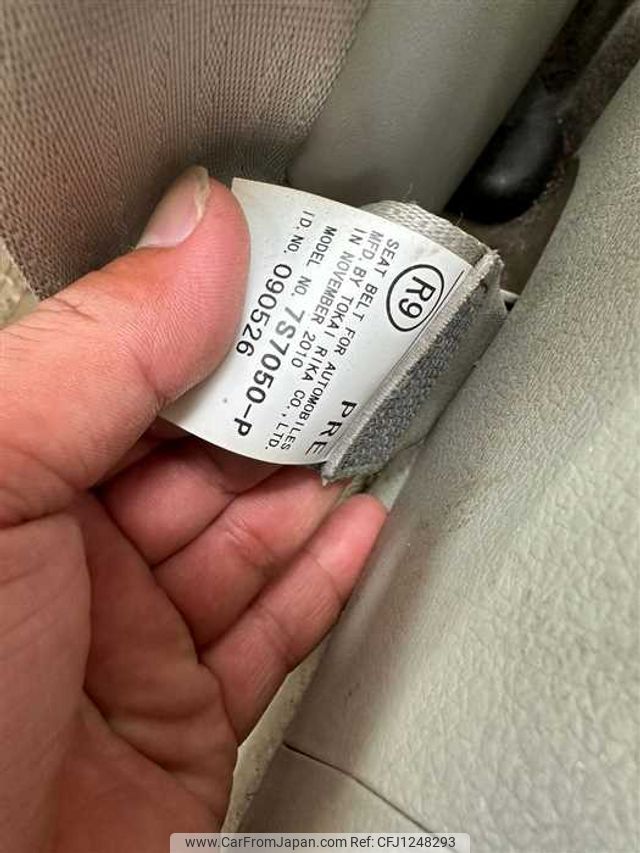 R9
SEAT BELT FOR AUTOMOBILES
MFD. BY TOKAI RIKA CO., LTD.
IN NOVEMBER 2010 PRE
MODEL NO. 7S7050-P
ID. NO. 090526
CarFromJapan.com Ref: CFJ1248293